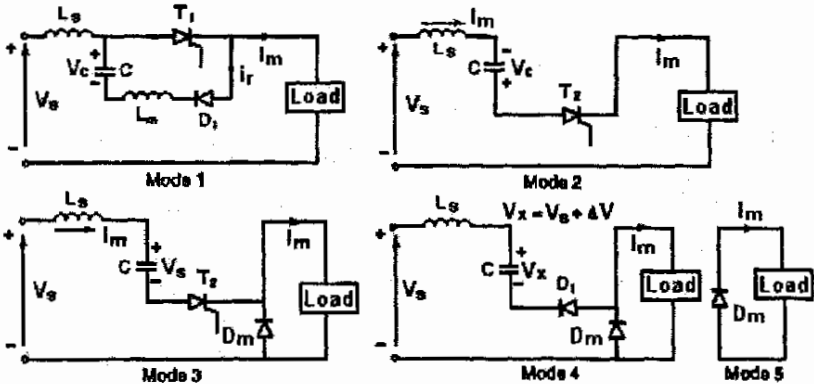 Ls T1 Im
+ Vs -
+ Vc - C ir
Lm D1
Load
Mode 1
Im
Ls
+ Vs -
- C Vc +
T2
Im
Load
Mode 2
Ls
Im
+ Vs -
+ C Vs -
T2
Im
Dm
Load
Mode 3
Ls Vx = Vs + ΔV
+ Vs -
+ C Vx -
D1
Im
Dm
Load
Mode 4
Im
Dm
Load
Mode 5